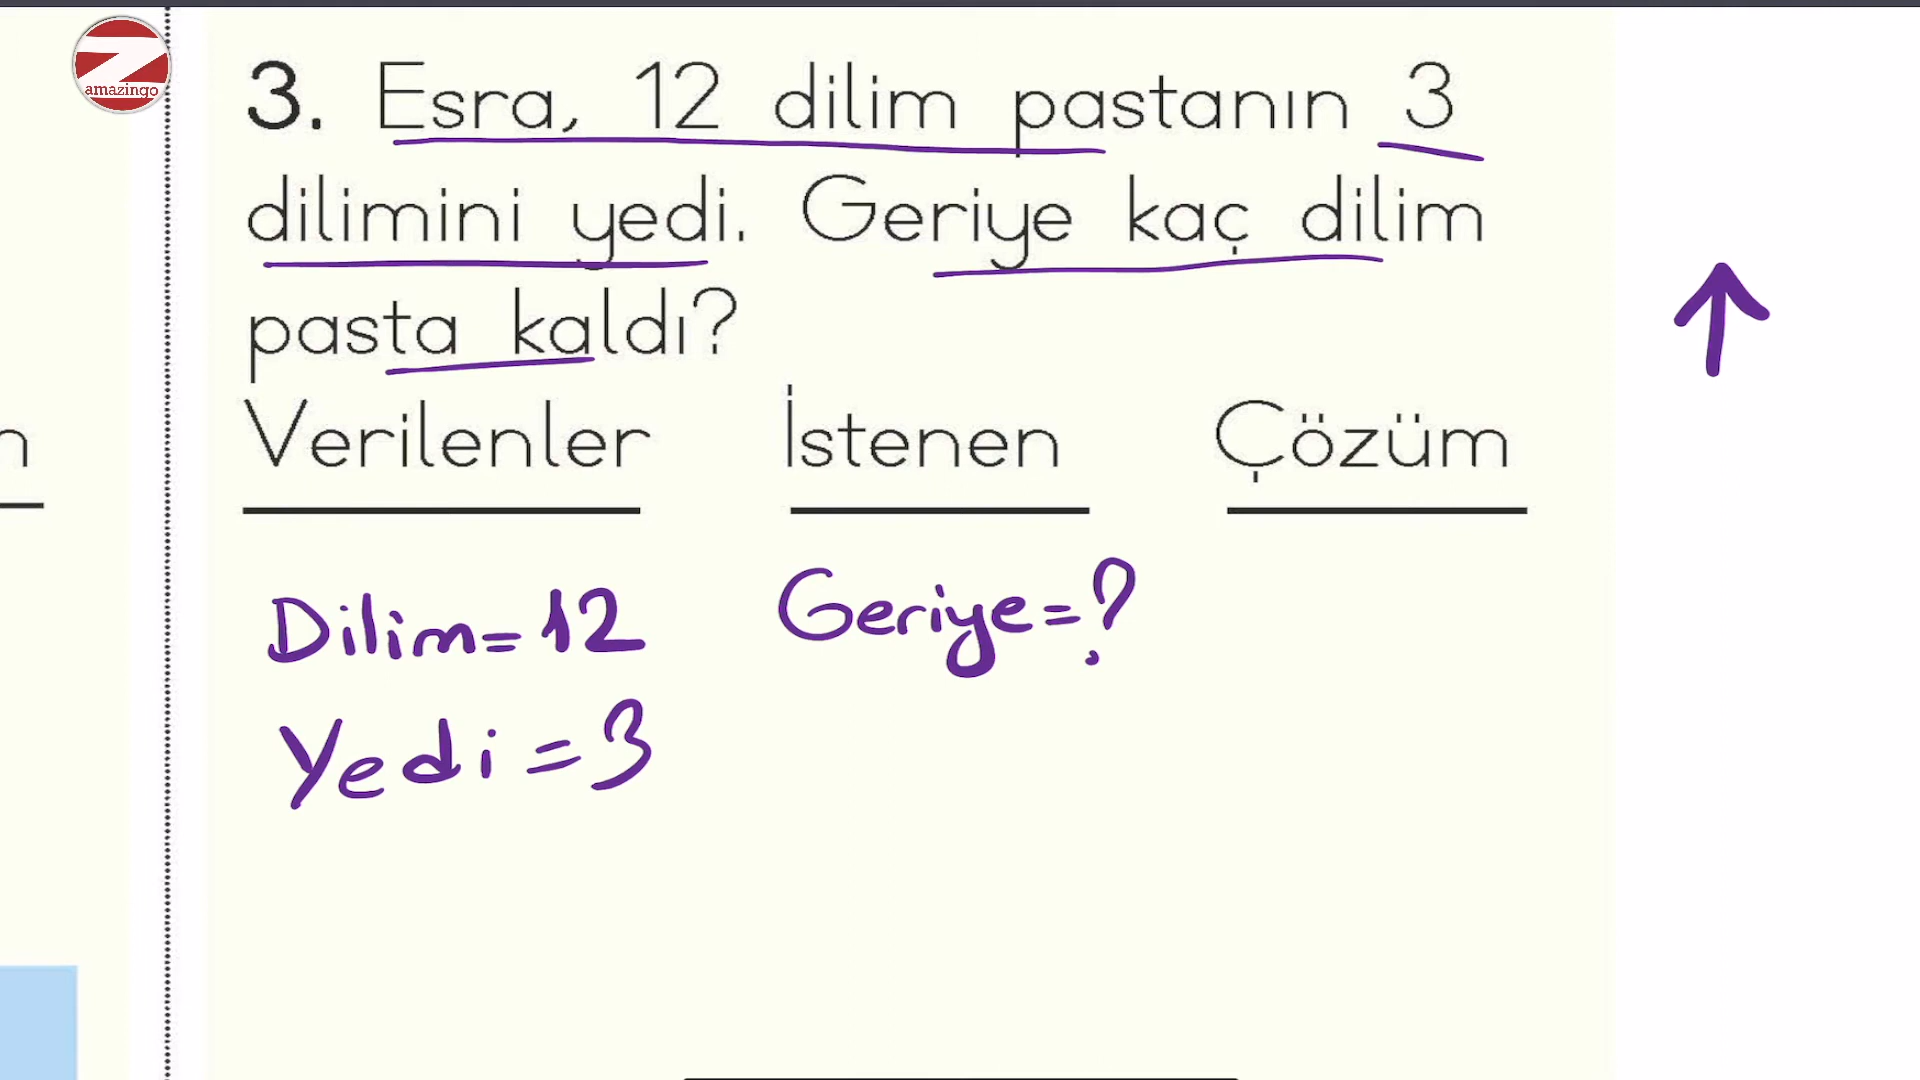 amazingo
3. Esra, 12 dilim pastanın 3
dilimini yedi. Geriye kaç dilim
pasta kaldı?
Verilenler İstenen Çözüm
Dilim=12 Geriye=?
Yedi=3